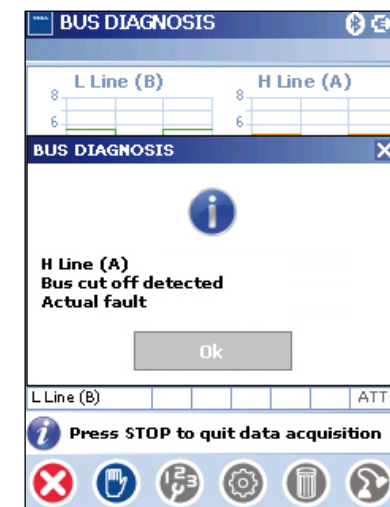 BUS DIAGNOSIS
L Line (B)
H Line (A)
8
8
6
6
BUS DIAGNOSIS
H Line (A)
Bus cut off detected
Actual fault
Ok
L Line (B)
ATT
Press STOP to quit data acquisition